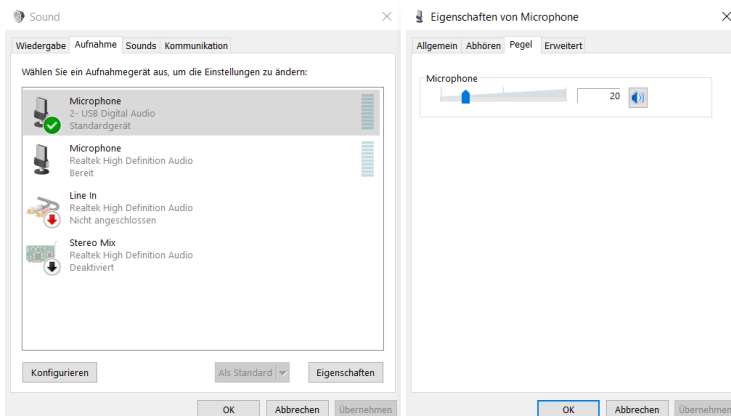 Sound
Wiedergabe Aufnahme Sounds Kommunikation
Wählen Sie ein Aufnahmegerät aus, um die Einstellungen zu ändern:
Microphone
2- USB Digital Audio
Standardgerät
Microphone
Realtek High Definition Audio
Bereit
Line In
Realtek High Definition Audio
Nicht angeschlossen
Stereo Mix
Realtek High Definition Audio
Deaktiviert
Konfigurieren Als Standard Eigenschaften
OK Abbrechen Übernehmen
Eigenschaften von Microphone
Allgemein Abhören Pegel Erweitert
Microphone
20
OK Abbrechen Übernehmen